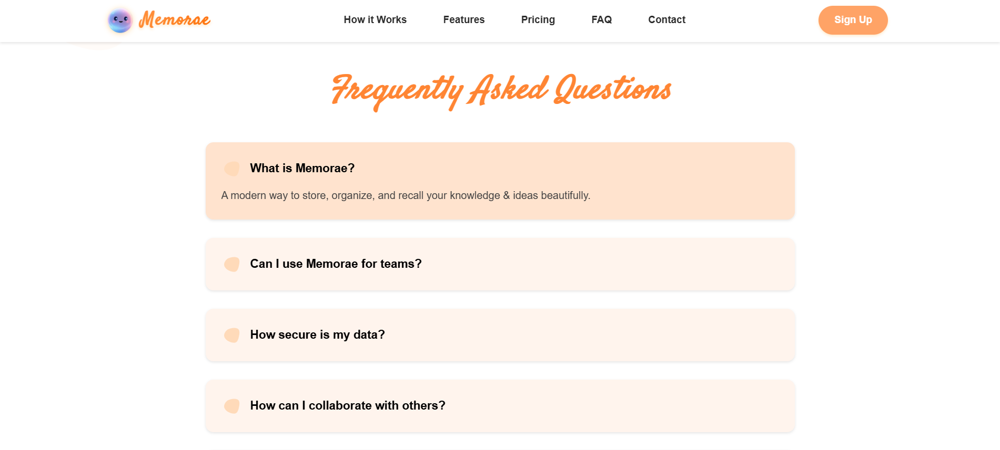 Memorae
How it Works
Features
Pricing
FAQ
Contact
Sign Up
Frequently Asked Questions
What is Memorae?
A modern way to store, organize, and recall your knowledge & ideas beautifully.
Can I use Memorae for teams?
How secure is my data?
How can I collaborate with others?